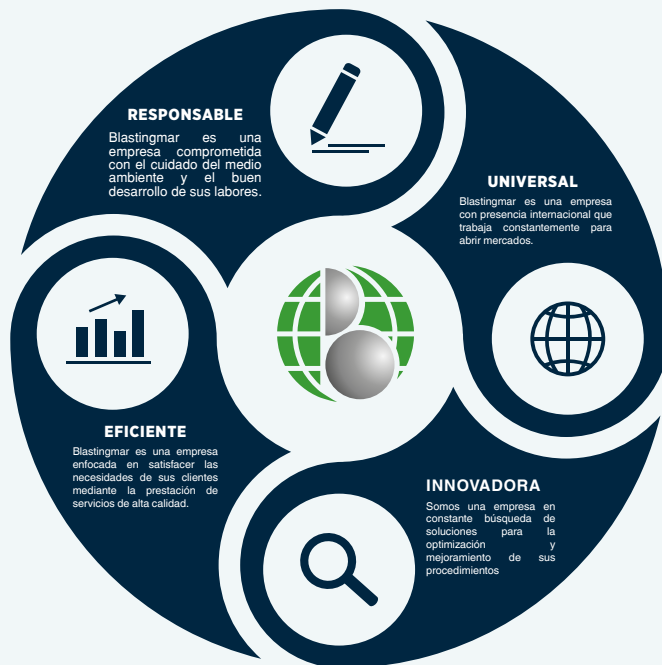 RESPONSABLE
Blastingmar es una
empresa comprometida
con el cuidado del medio
ambiente y el buen
desarrollo de sus labores.
UNIVERSAL
Blastingmar es una empresa
con presencia internacional que
trabaja constantemente para
abrir mercados.
EFICIENTE
Blastingmar es una empresa
enfocada en satisfacer las
necesidades de sus clientes
mediante la prestación de
servicios de alta calidad.
INNOVADORA
Somos una empresa en
constante búsqueda de
soluciones para la
optimización y
mejoramiento de sus
procedimientos